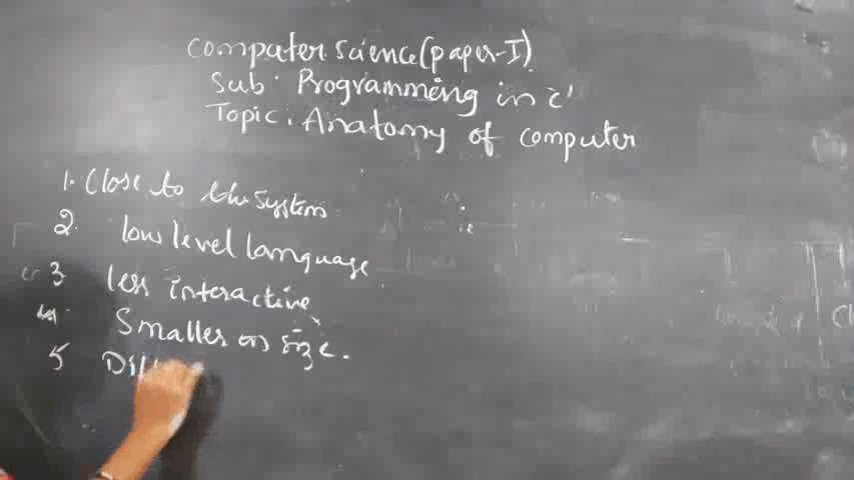 Computer Science (paper-I)
Sub: Programming in 'c'
Topic: Anatomy of computer
1. Close to the system
2. low level language
3 less interactive
4. Smaller in size.
5